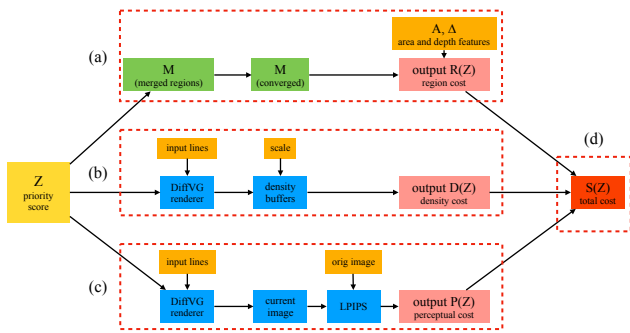 (a)
A, Δ
area and depth features
M
(merged regions)
M
(converged)
output R(Z)
region cost
Z
priority
score
(b)
input lines
scale
DiffVG
renderer
density
buffers
output D(Z)
density cost
(d)
S(Z)
total cost
(c)
input lines
orig image
DiffVG
renderer
current
image
LPIPS
output P(Z)
perceptual cost